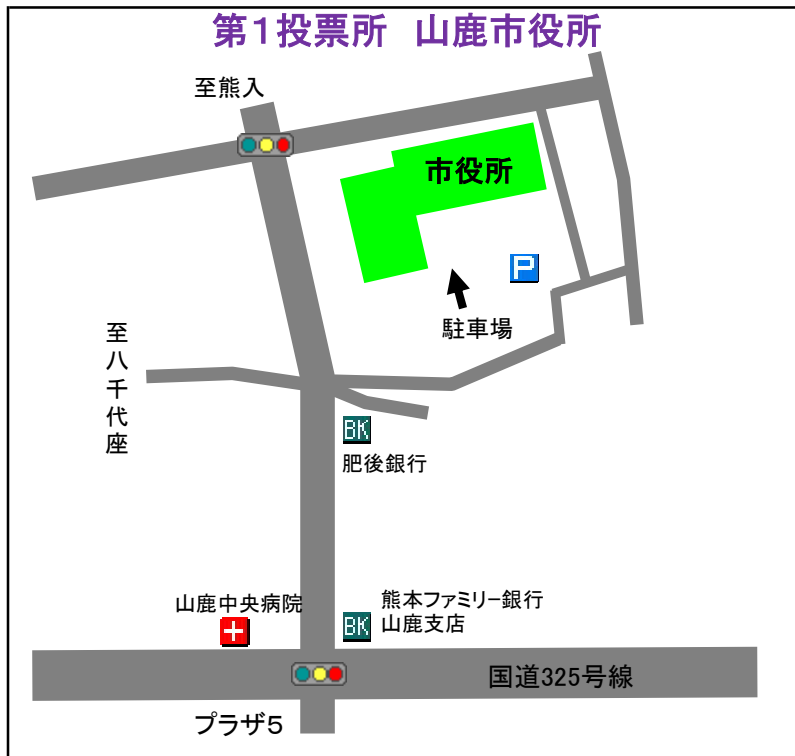 第1投票所　山鹿市役所
至熊入
市役所
P
駐車場
至八千代座
BK
肥後銀行
山鹿中央病院
BK
熊本ファミリー銀行
山鹿支店
国道325号線
プラザ5